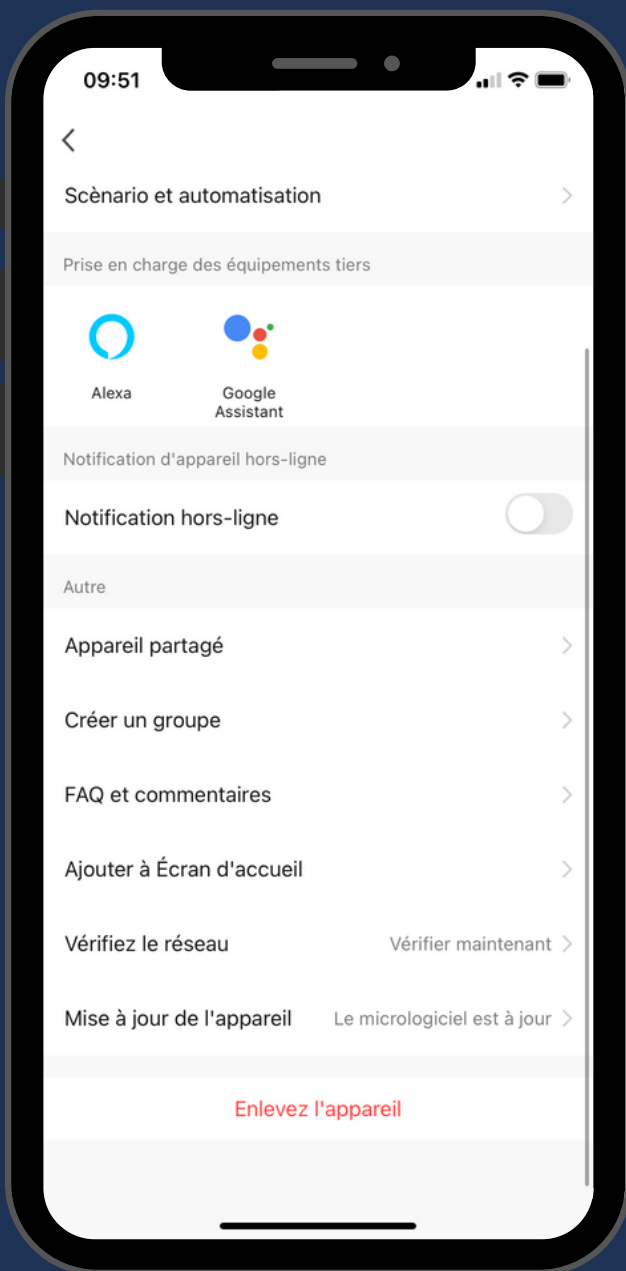 09:51
Scènario et automatisation
Prise en charge des équipements tiers
Alexa
Google
Assistant
Notification d'appareil hors-ligne
Notification hors-ligne
Autre
Appareil partagé
Créer un groupe
FAQ et commentaires
Ajouter à Écran d'accueil
Vérifiez le réseau Vérifier maintenant
Mise à jour de l'appareil Le micrologiciel est à jour
Enlevez l'appareil